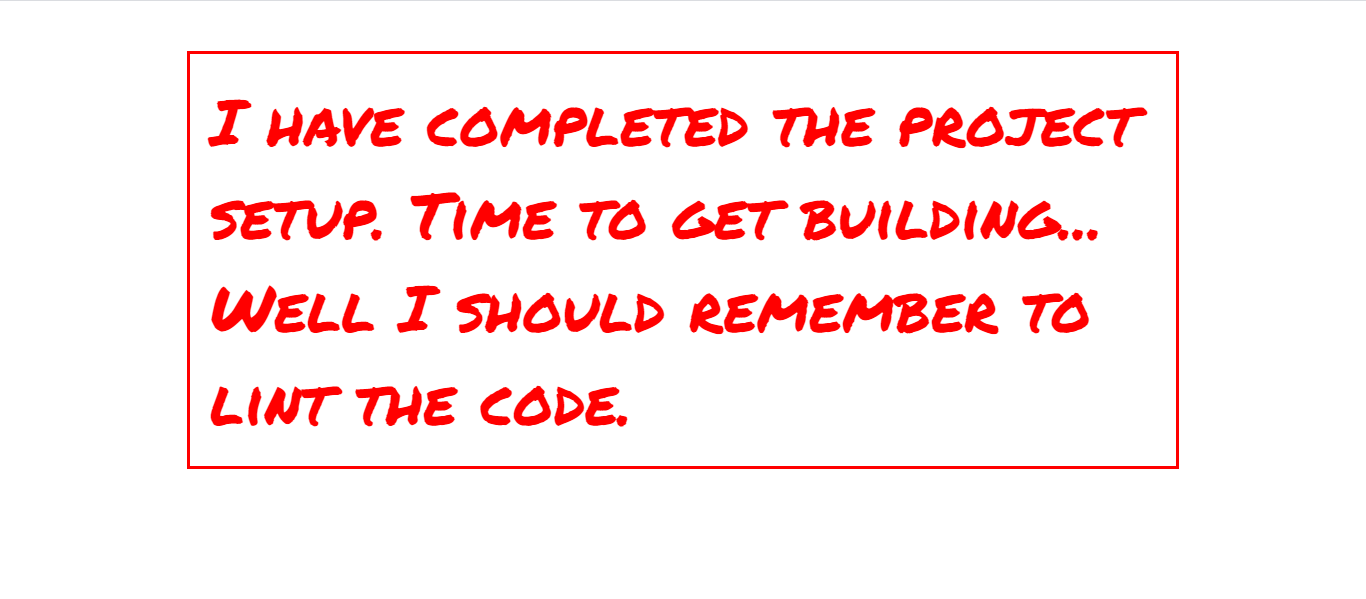 I have completed the project
setup. Time to get building...
Well I should remember to
lint the code.